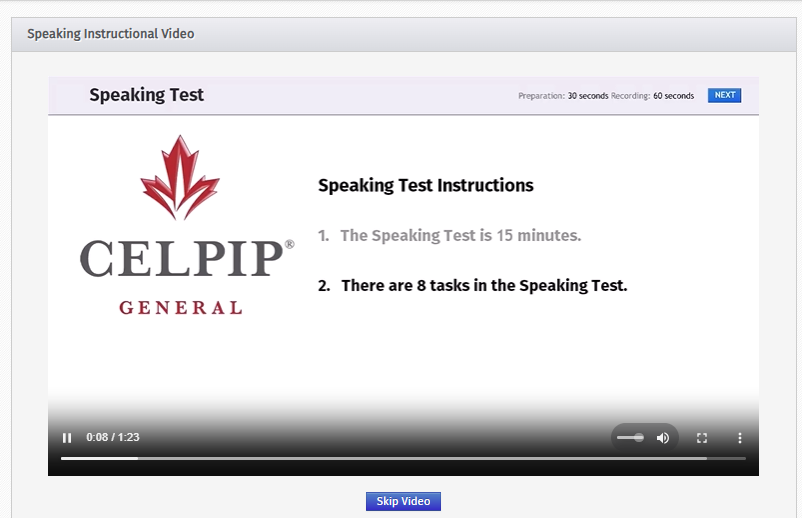 Speaking Instructional Video
Speaking Test
Preparation: 30 seconds Recording: 60 seconds
NEXT
Speaking Test Instructions
1. The Speaking Test is 15 minutes.
CELPIP®
GENERAL
2. There are 8 tasks in the Speaking Test.
0:08 / 1:23
Skip Video